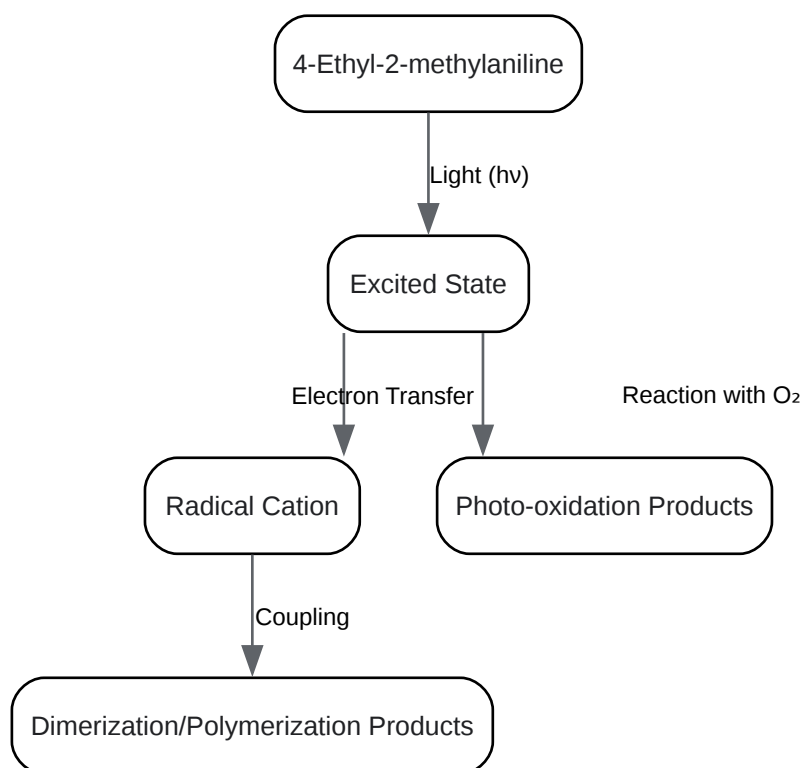 4-Ethyl-2-methylaniline
Light (hν)
Excited State
Electron Transfer
Reaction with O₂
Radical Cation
Photo-oxidation Products
Coupling
Dimerization/Polymerization Products